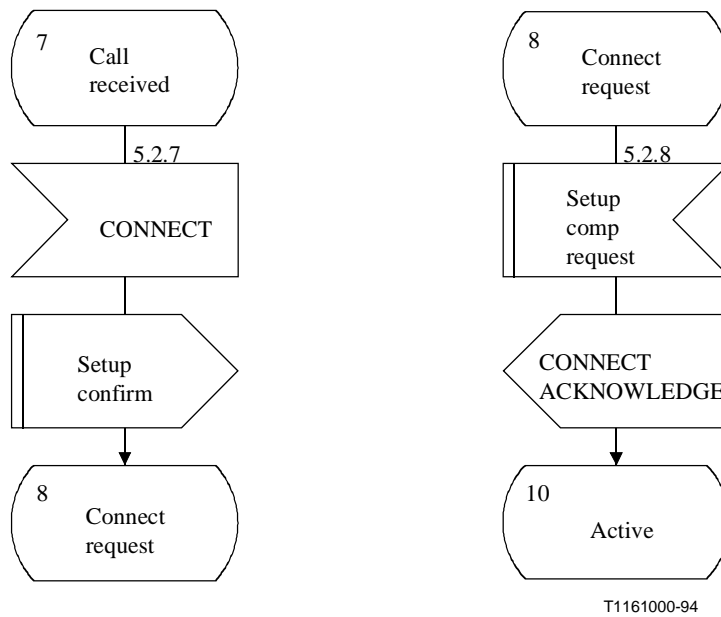 7
Call
received
5.2.7
CONNECT
Setup
confirm
8
Connect
request
8
Connect
request
5.2.8
Setup
comp
request
CONNECT
ACKNOWLEDGE
10
Active
T1161000-94